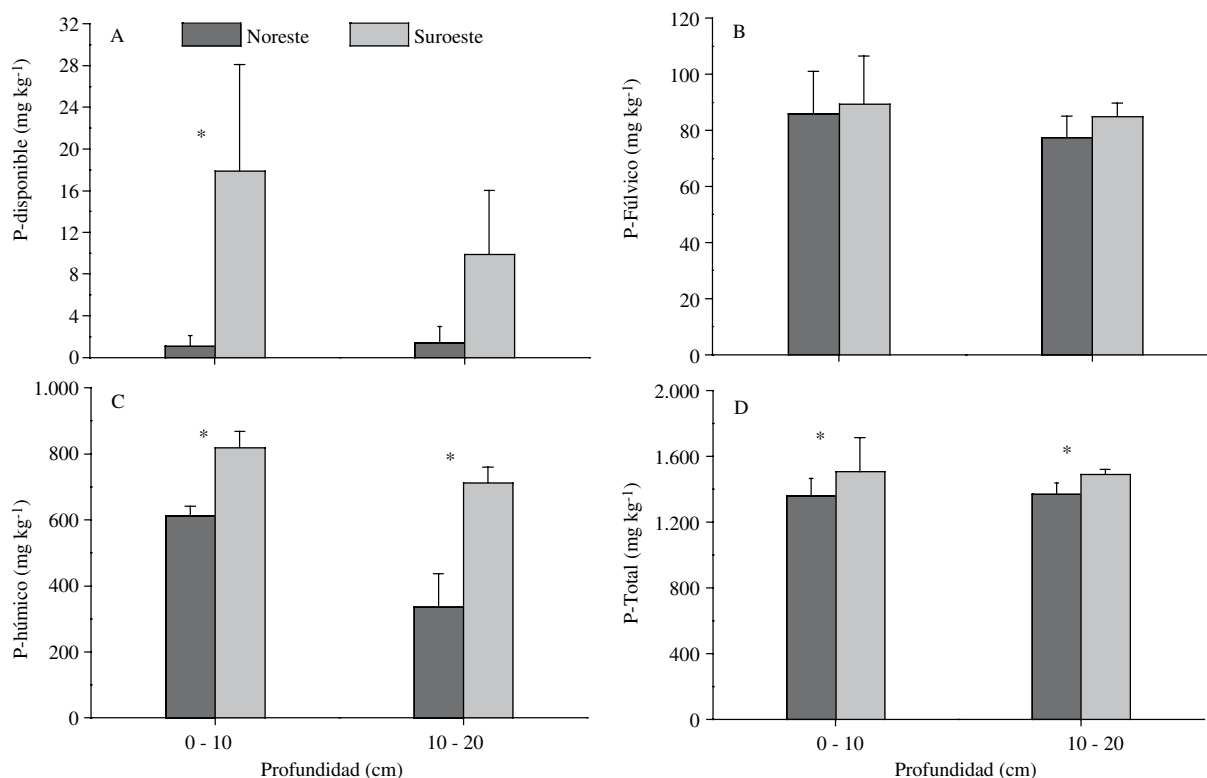 A
Noreste
Suroeste
P-disponible (mg kg-1)
32
28
24
20
16
12
8
4
0
*
B
P-Fúlvico (mg kg-1)
120
100
80
60
40
20
0
C
P-húmico (mg kg-1)
1.000
800
600
400
200
0
*
*
0 - 10
10 - 20
Profundidad (cm)
D
P-Total (mg kg-1)
2.000
1.600
1.200
800
400
0
*
*
0 - 10
10 - 20
Profundidad (cm)